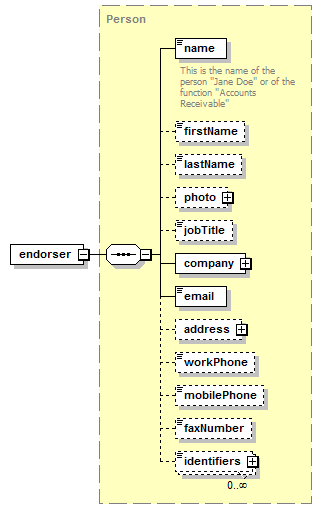 Person
name
This is the name of the
person "Jane Doe" or of the
function "Accounts
Receivable"
firstName
lastName
photo
jobTitle
endorser
company
email
address
workPhone
mobilePhone
faxNumber
identifiers
0..∞